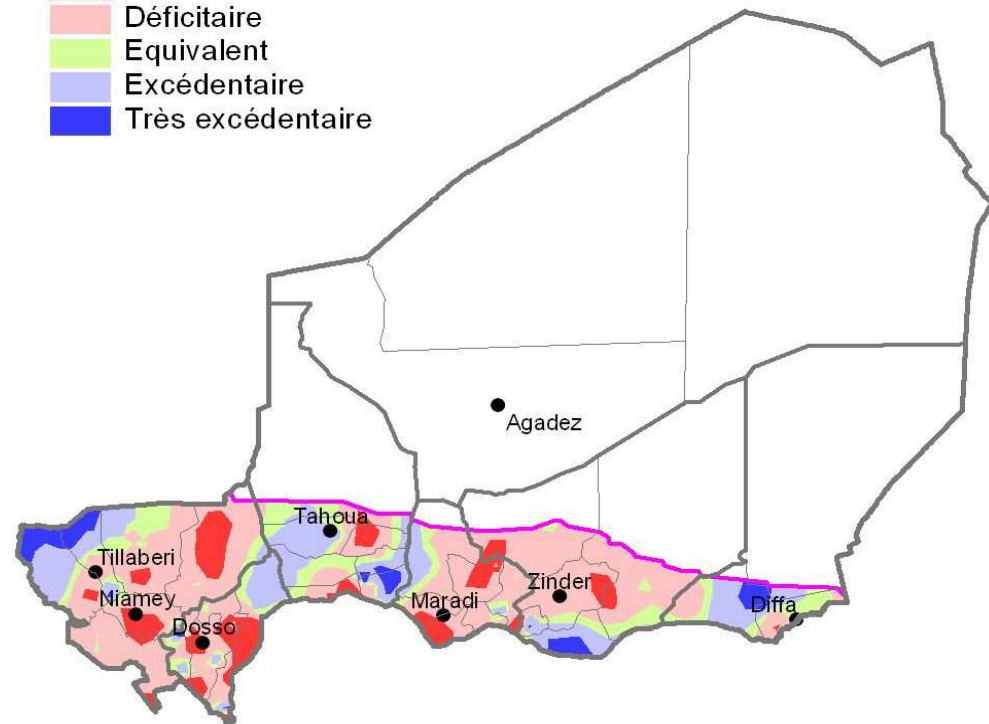 Déficitaire
Equivalent
Excédentaire
Très excédentaire
Agadez
Tahoua
Tillaberi
Niamey
Dosso
Maradi
Zinder
Diffa